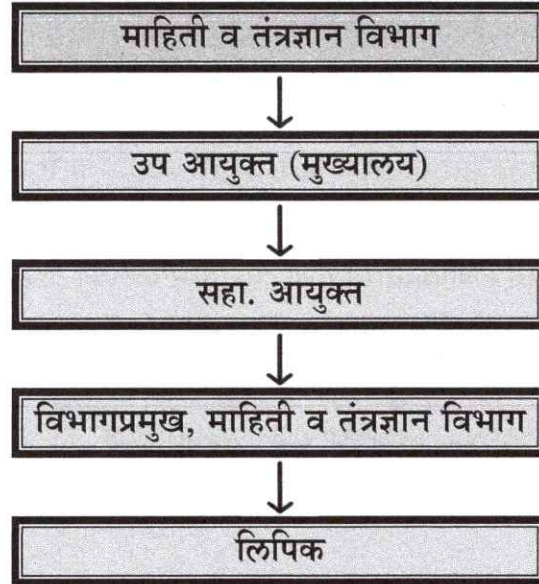 माहिती व तंत्रज्ञान विभाग
उप आयुक्त (मुख्यालय)
सहा. आयुक्त
विभागप्रमुख, माहिती व तंत्रज्ञान विभाग
लिपिक